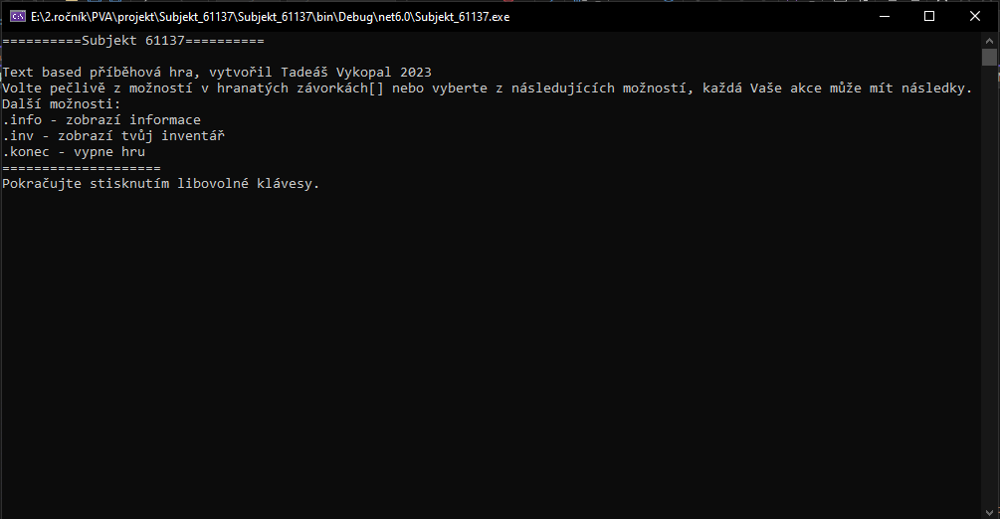 E:\2.ročník\PVA\projekt\Subjekt_61137\Subjekt_61137\bin\Debug\net6.0\Subjekt_61137.exe
==========Subjekt 61137==========
Text based příběhová hra, vytvořil Tadeáš Vykopal 2023
Volte pečlivě z možností v hranatých závorkách[] nebo vyberte z následujících možností, každá Vaše akce může mít následky.
Další možnosti:
.info - zobrazí informace
.inv - zobrazí tvůj inventář
.konec - vypne hru
====================
Pokračujte stisknutím libovolné klávesy.